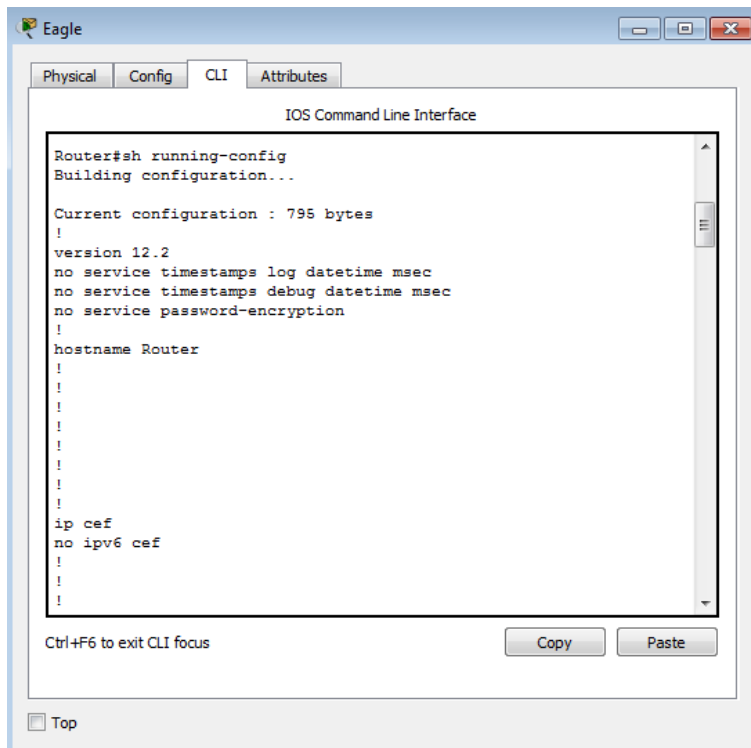 Eagle
Physical Config CLI Attributes
IOS Command Line Interface
Router#sh running-config
Building configuration...
Current configuration : 795 bytes
!
version 12.2
no service timestamps log datetime msec
no service timestamps debug datetime msec
no service password-encryption
!
hostname Router
!
!
!
!
!
!
!
!
ip cef
no ipv6 cef
!
!
!
Ctrl+F6 to exit CLI focus
Copy Paste
Top